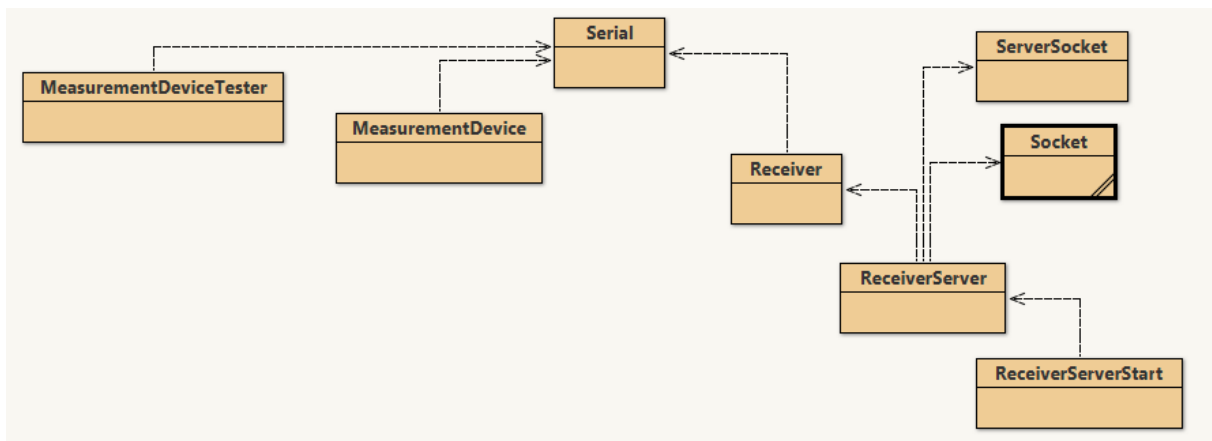 Serial
ServerSocket
MeasurementDeviceTester
MeasurementDevice
Socket
Receiver
ReceiverServer
ReceiverServerStart